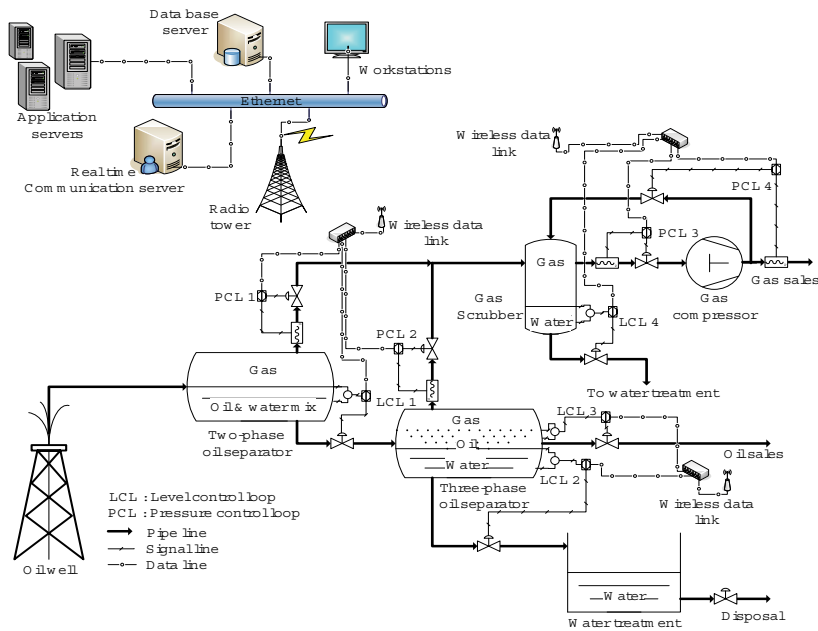 Database
server
Workstations
Application
servers
Ethernet
Realtime
Communication server
Radio
tower
Wireless data
link
Wireless data
link
PCL 4
PCL 3
Gas
Gas
Scrubber
Water
LCL 4
Gas
compressor
Gas sales
To water treatment
PCL 1
PCL 2
LCL 1
Gas
Oil & water mix
Two-phase oil separator
Gas
Oil
Water
LCL 3
LCL 2
Oil sales
Three-phase
oil separator
Wireless data
link
LCL : Level control loop
PCL : Pressure control loop
Pipe line
Signal line
Data line
Oil well
Water
Water treatment
Disposal